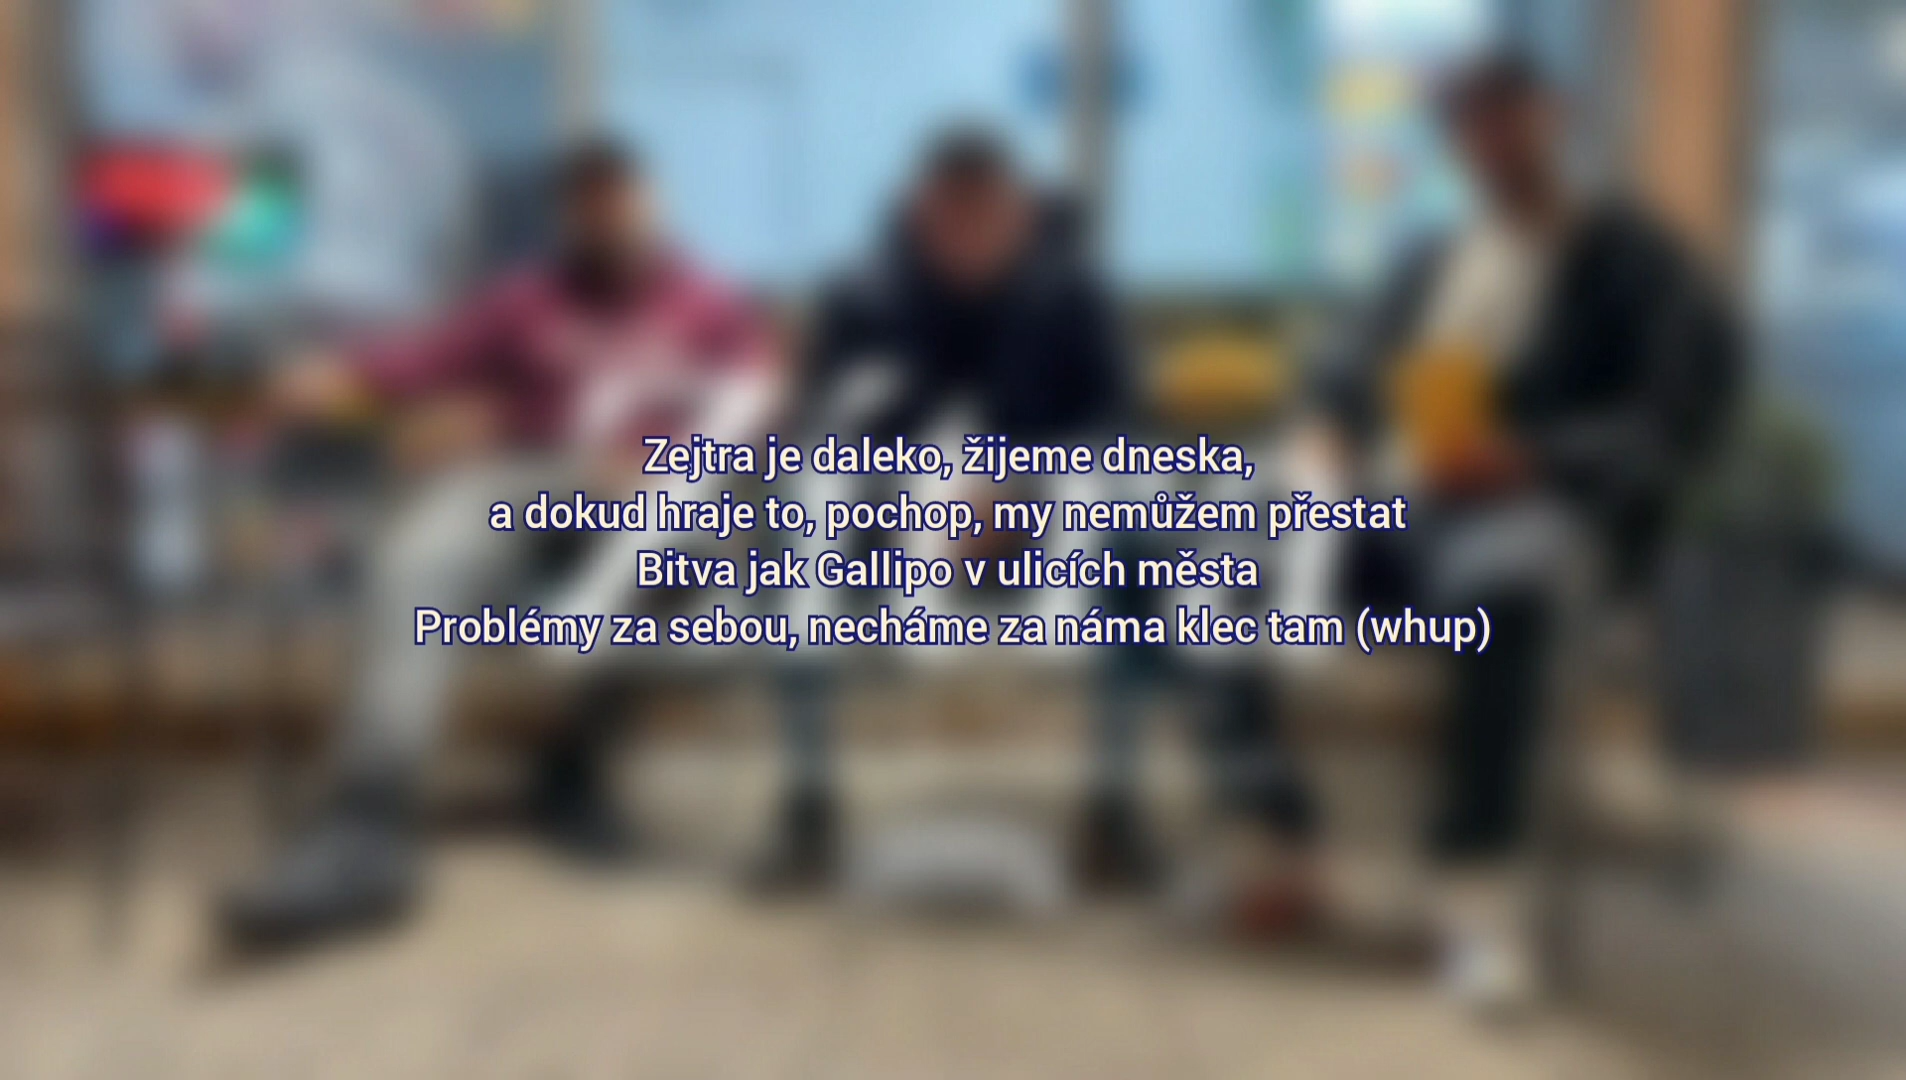 Zejtra je daleko, žijeme dneska,
a dokud hraje to, pochop, my nemůžem přestat
Bitva jak Gallipo v ulicích města
Problémy za sebou, necháme za náma klec tam (whup)